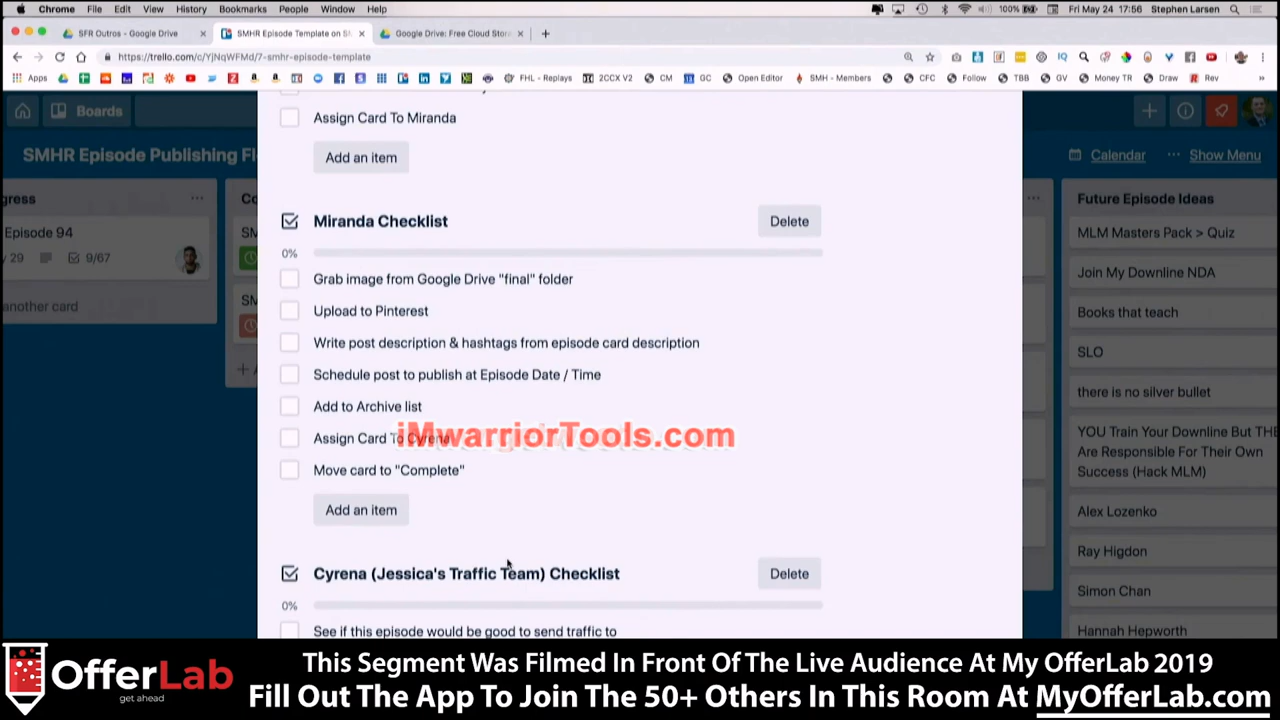 Chrome File Edit View History Bookmarks People Window Help 100% Fri May 24 17:56 Stephen Larsen
SFR Outros - Google Drive × SMHR Episode Template on S × Google Drive: Free Cloud Stor × +
https://trello.com/c/YjNqWFMd/7-smhr-episode-template
Apps FHL - Replays 2CCX V2 CM GC Open Editor SMH - Members CFC Follow TBB GV Money TR Draw Rev
Boards
Assign Card To Miranda
SMHR Episode Publishing Fl
Add an item
Calendar ... Show Menu
gress ... Co ... Future Episode Ideas
Miranda Checklist Delete
Episode 94 SM MLM Masters Pack > Quiz
0%
y 29 9/67
Join My Downline NDA
Grab image from Google Drive "final" folder
another card SM
Upload to Pinterest Books that teach
Write post description & hashtags from episode card description
SLO
Schedule post to publish at Episode Date / Time
there is no silver bullet
Add to Archive list
YOU Train Your Downline But THE
Assign Card To Cyrena
iMwarriorTools.com
Are Responsible For Their Own
Move card to "Complete"
Success (Hack MLM)
Add an item Alex Lozenko
Ray Higdon
Cyrena (Jessica's Traffic Team) Checklist Delete
Simon Chan
0%
See if this episode would be good to send traffic to Hannah Hepworth
OfferLab
get ahead
This Segment Was Filmed In Front Of The Live Audience At My OfferLab 2019
Fill Out The App To Join The 50+ Others In This Room At MyOfferLab.com